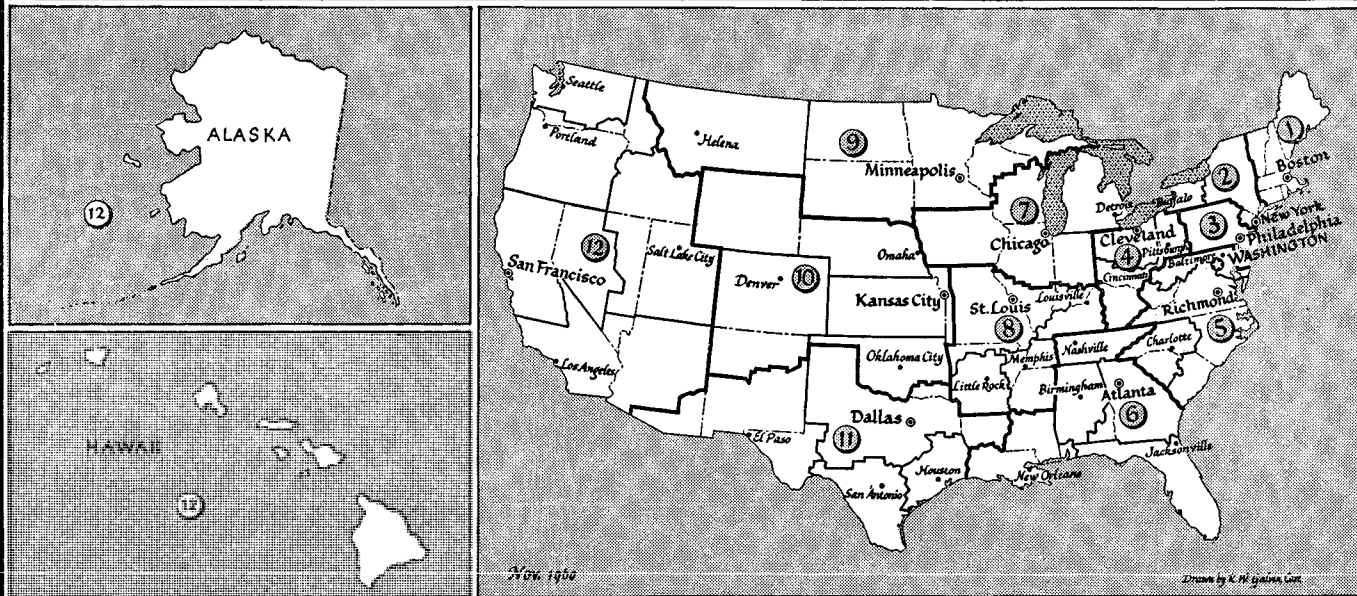 ALASKA
12
HAWAII
12
Seattle
Portland
Helena
9
Minneapolis
1
Boston
2
Buffalo
Detroit
7
Chicago
3
New York
Philadelphia
WASHINGTON
Cleveland
4
Pittsburgh
Baltimore
Cincinnati
12
San Francisco
Salt Lake City
Omaha
Denver
10
Kansas City
St. Louis
8
Louisville
Richmond
5
Los Angeles
Oklahoma City
Memphis
Nashville
Charlotte
Little Rock
Birmingham
Atlanta
6
Dallas
11
El Paso
Houston
San Antonio
New Orleans
Jacksonville
Nov. 1960
Drawn by K. W.